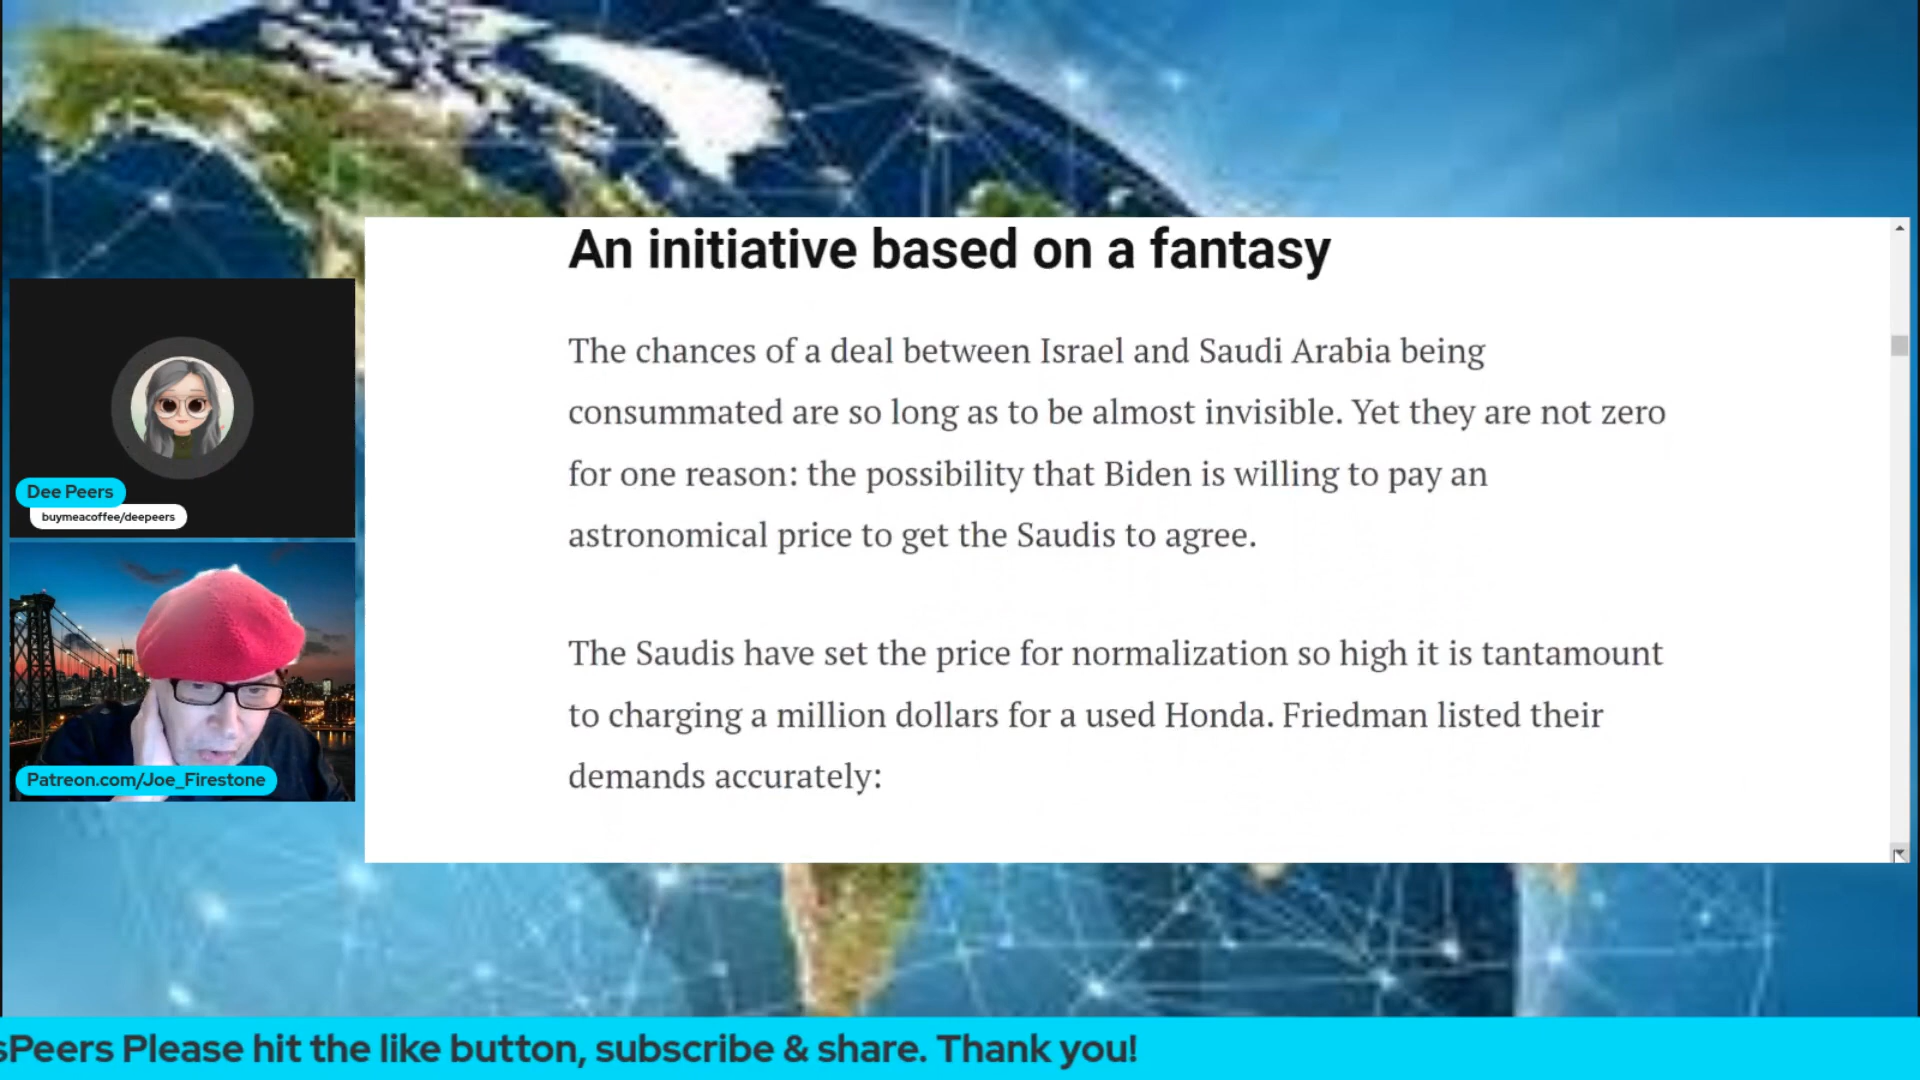 An initiative based on a fantasy
The chances of a deal between Israel and Saudi Arabia being
consummated are so long as to be almost invisible. Yet they are not zero
for one reason: the possibility that Biden is willing to pay an
astronomical price to get the Saudis to agree.
The Saudis have set the price for normalization so high it is tantamount
to charging a million dollars for a used Honda. Friedman listed their
demands accurately:
Dee Peers
buymeacoffee/deepeers
Patreon.com/Joe_Firestone
sPeers Please hit the like button, subscribe & share. Thank you!